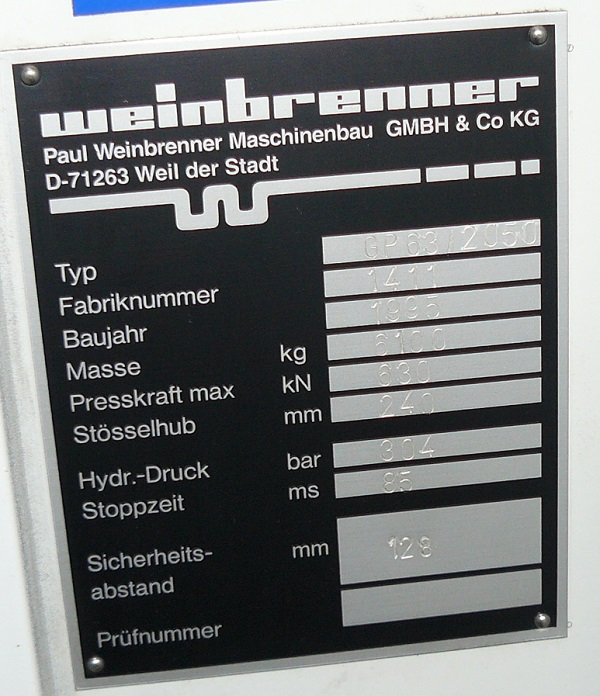 weinbrenner
Paul Weinbrenner Maschinenbau GMBH & Co KG
D-71263 Weil der Stadt
Typ GP63/2050
Fabriknummer 1411
Baujahr 1995
Masse kg 6100
Presskraft max kN 630
Stösselhub mm 240
Hydr.-Druck bar 304
Stoppzeit ms 85
Sicherheits- mm 128
abstand
Prüfnummer